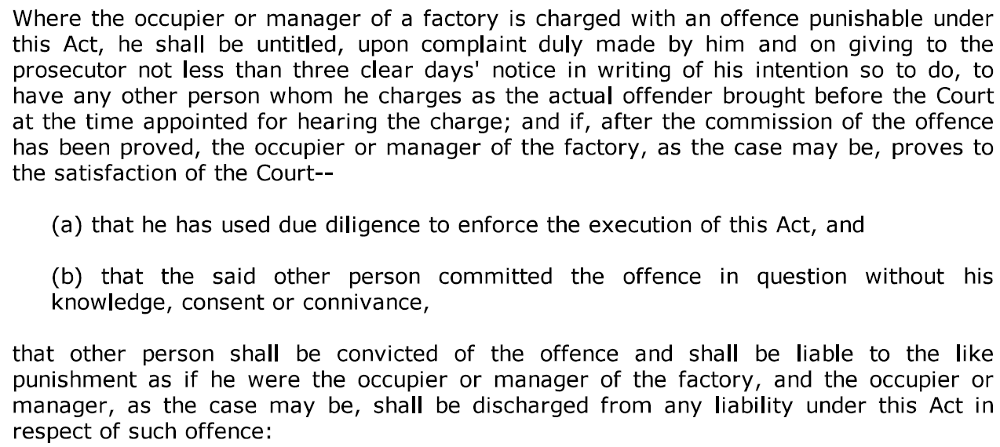 Where the occupier or manager of a factory is charged with an offence punishable under
this Act, he shall be untitled, upon complaint duly made by him and on giving to the
prosecutor not less than three clear days' notice in writing of his intention so to do, to
have any other person whom he charges as the actual offender brought before the Court
at the time appointed for hearing the charge; and if, after the commission of the offence
has been proved, the occupier or manager of the factory, as the case may be, proves to
the satisfaction of the Court--
(a) that he has used due diligence to enforce the execution of this Act, and
(b) that the said other person committed the offence in question without his
knowledge, consent or connivance,
that other person shall be convicted of the offence and shall be liable to the like
punishment as if he were the occupier or manager of the factory, and the occupier or
manager, as the case may be, shall be discharged from any liability under this Act in
respect of such offence: